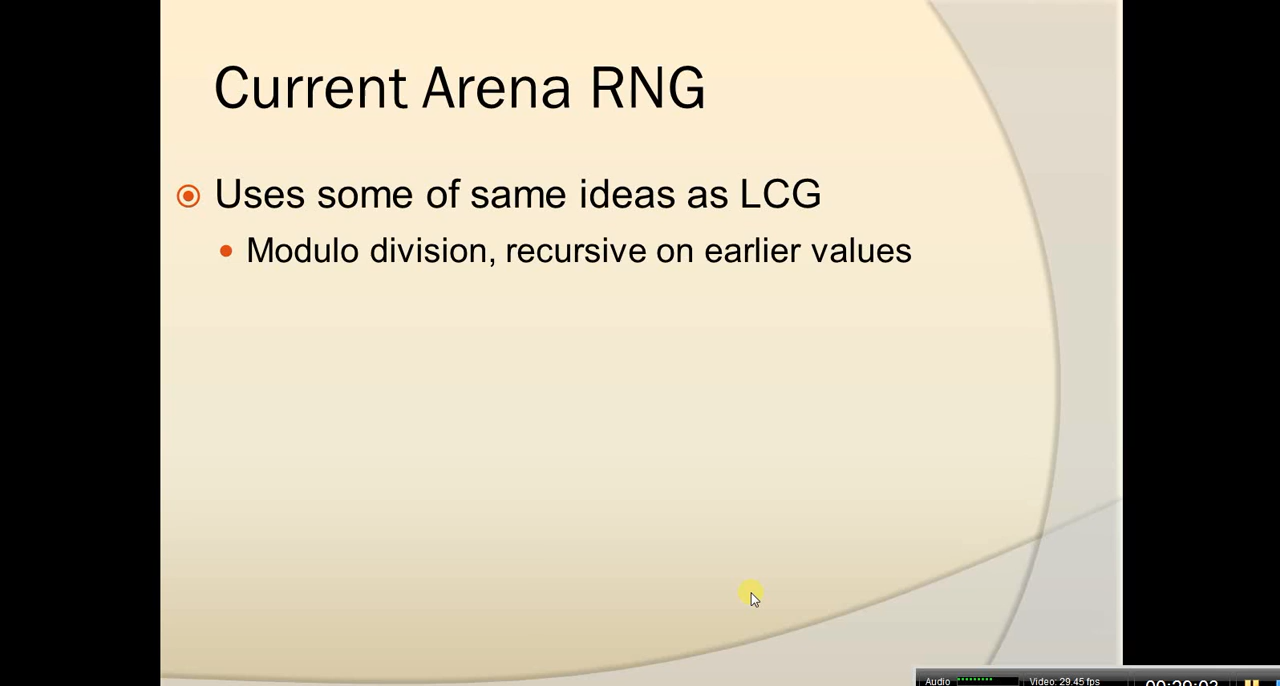 Current Arena RNG
Uses some of same ideas as LCG
Modulo division, recursive on earlier values
Audio
Video: 29.45 fps